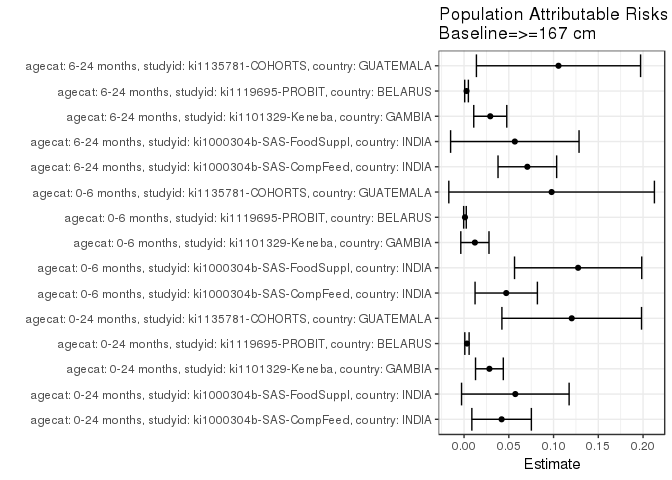 Population Attributable Risks
Baseline=>=167 cm
agecat: 6-24 months, studyid: ki1135781-COHORTS, country: GUATEMALA
agecat: 6-24 months, studyid: ki1119695-PROBIT, country: BELARUS
agecat: 6-24 months, studyid: ki1101329-Keneba, country: GAMBIA
agecat: 6-24 months, studyid: ki1000304b-SAS-FoodSuppl, country: INDIA
agecat: 6-24 months, studyid: ki1000304b-SAS-CompFeed, country: INDIA
agecat: 0-6 months, studyid: ki1135781-COHORTS, country: GUATEMALA
agecat: 0-6 months, studyid: ki1119695-PROBIT, country: BELARUS
agecat: 0-6 months, studyid: ki1101329-Keneba, country: GAMBIA
agecat: 0-6 months, studyid: ki1000304b-SAS-FoodSuppl, country: INDIA
agecat: 0-6 months, studyid: ki1000304b-SAS-CompFeed, country: INDIA
agecat: 0-24 months, studyid: ki1135781-COHORTS, country: GUATEMALA
agecat: 0-24 months, studyid: ki1119695-PROBIT, country: BELARUS
agecat: 0-24 months, studyid: ki1101329-Keneba, country: GAMBIA
agecat: 0-24 months, studyid: ki1000304b-SAS-FoodSuppl, country: INDIA
agecat: 0-24 months, studyid: ki1000304b-SAS-CompFeed, country: INDIA
0.00 0.05 0.10 0.15 0.20
Estimate